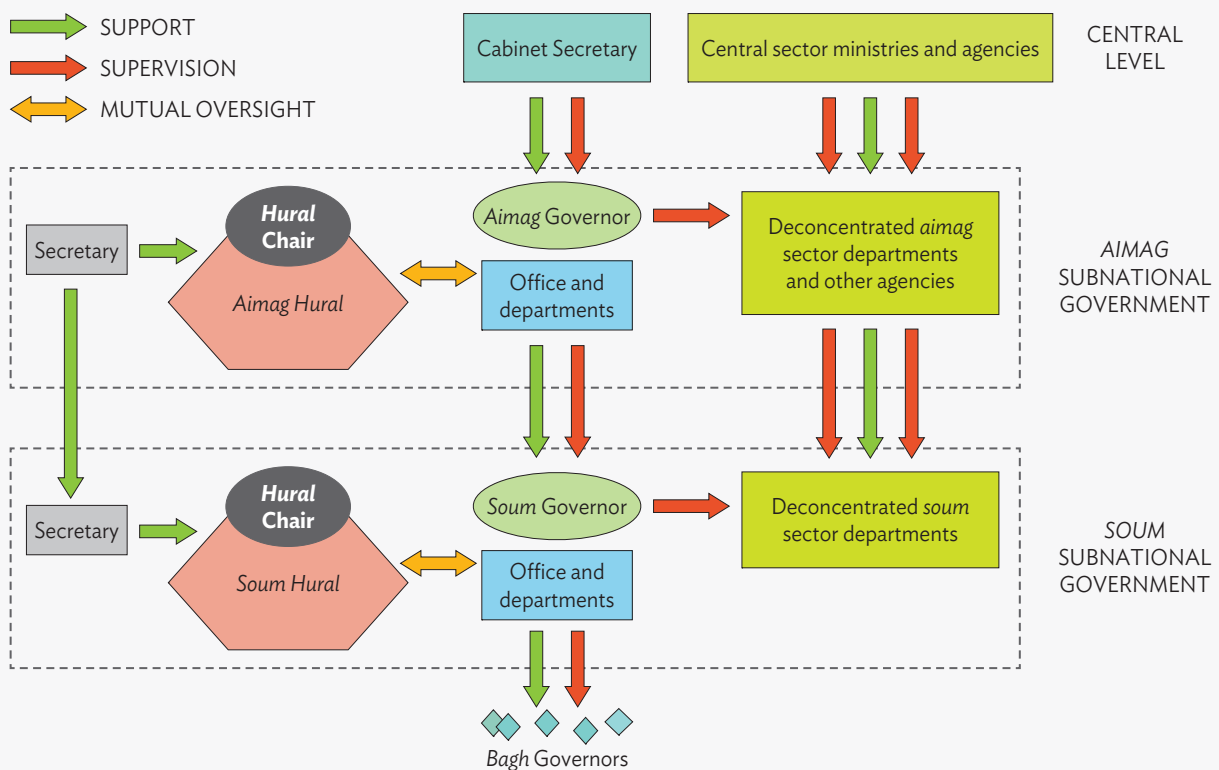 SUPPORT
SUPERVISION
MUTUAL OVERSIGHT
Cabinet Secretary
Central sector ministries and agencies
CENTRAL
LEVEL
Secretary
Hural
Chair
Aimag Hural
Aimag Governor
Office and
departments
Deconcentrated aimag
sector departments
and other agencies
AIMAG
SUBNATIONAL
GOVERNMENT
Secretary
Hural
Chair
Soum Hural
Soum Governor
Office and
departments
Deconcentrated soum
sector departments
SOUM
SUBNATIONAL
GOVERNMENT
Bagh Governors